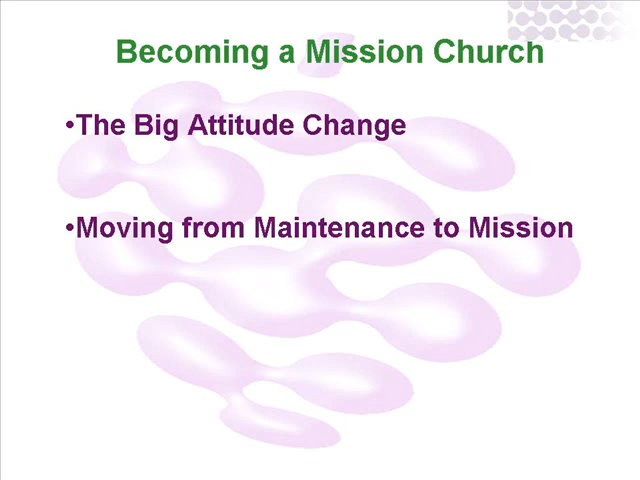 Becoming a Mission Church
•The Big Attitude Change
•Moving from Maintenance to Mission